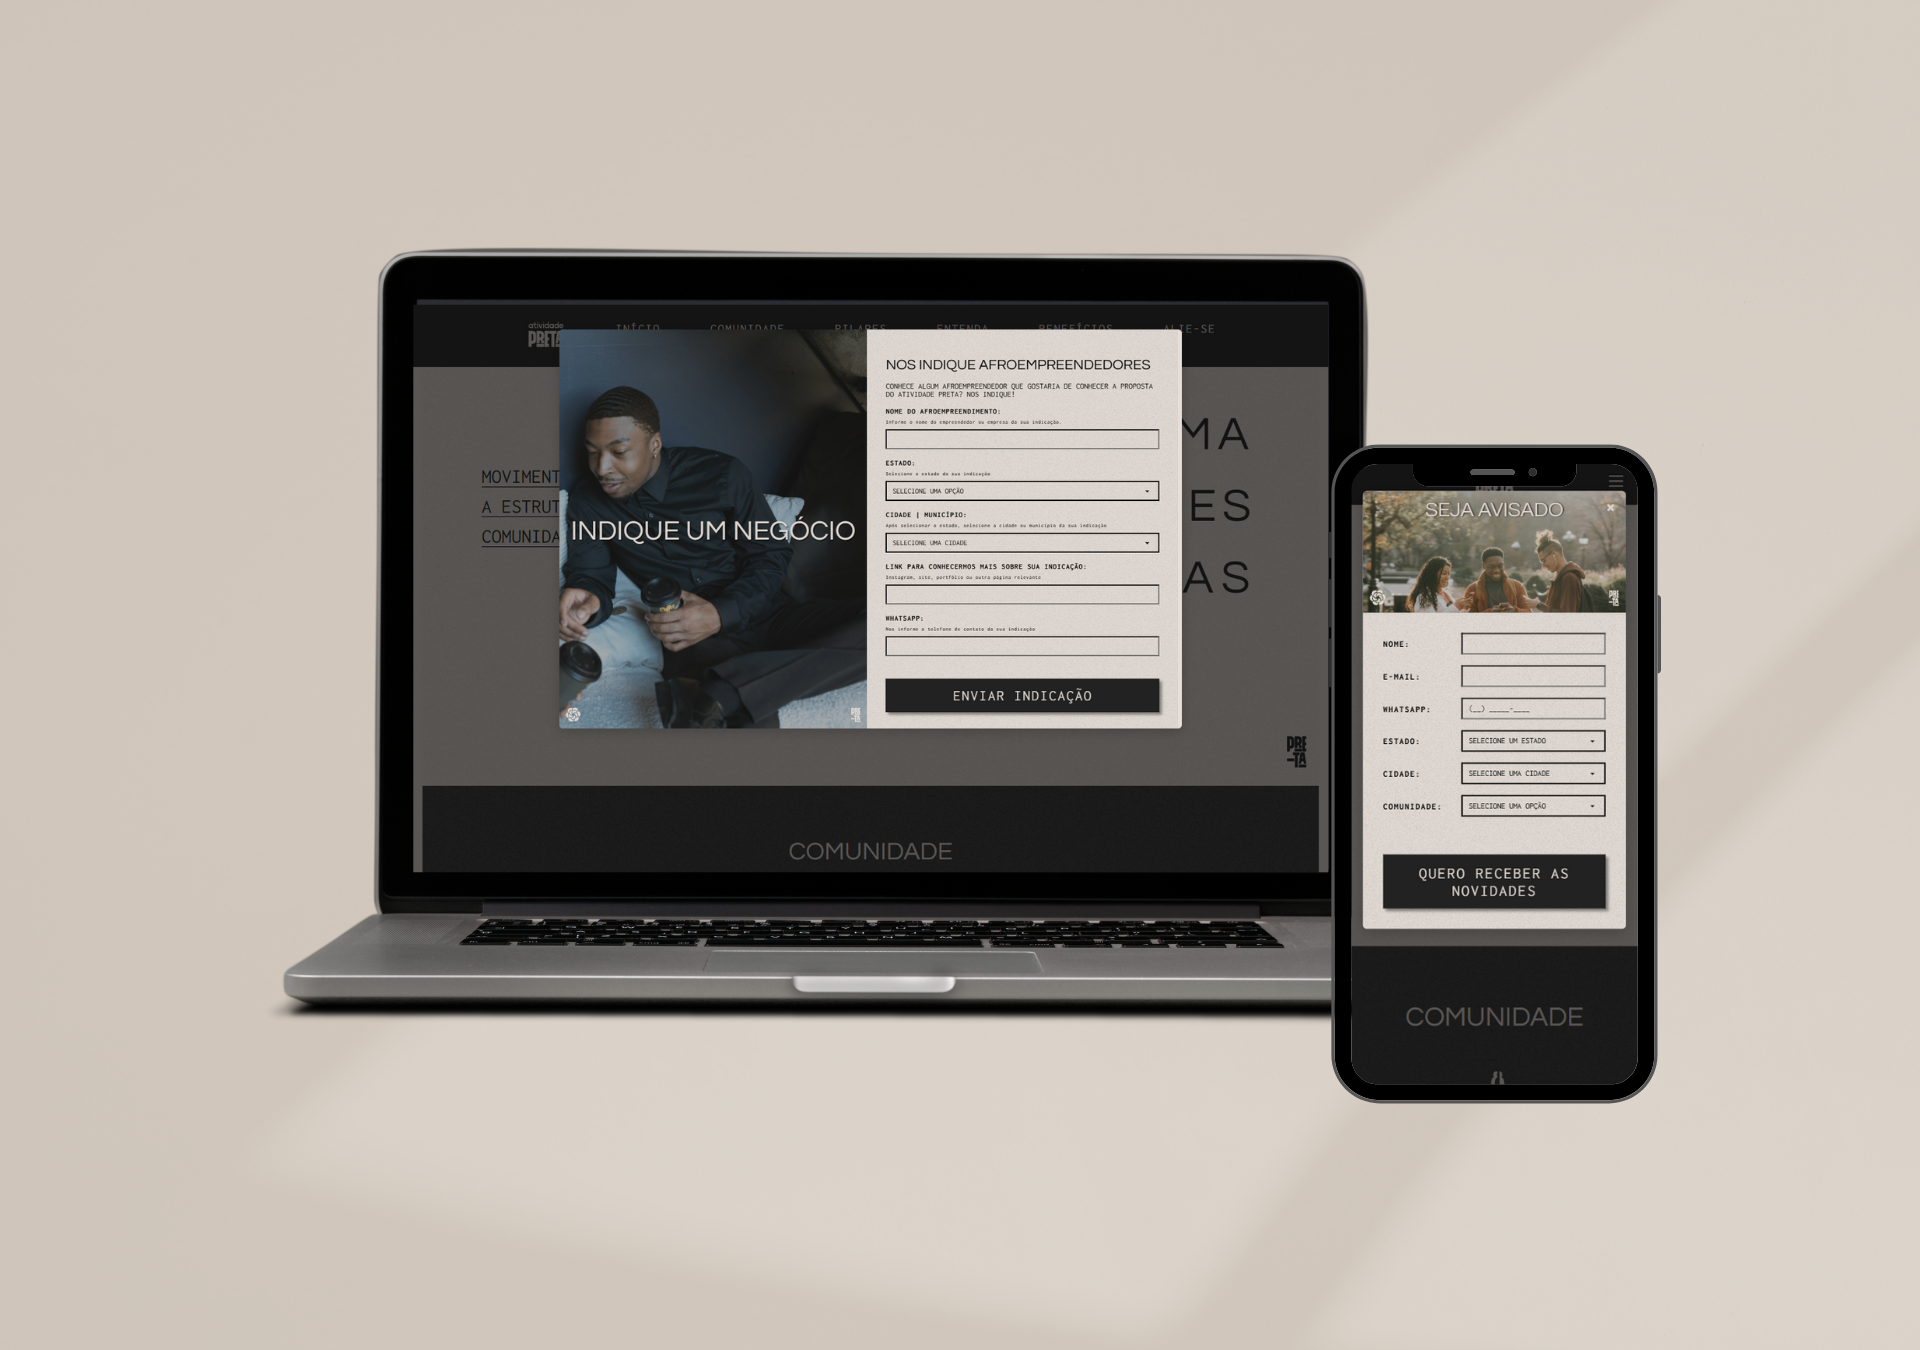 atividade
PRETA
INÍCIO COMUNIDADE PILARES ENTENDA BENEFÍCIOS ALIE-SE
MOVIMENT
A ESTRUT
COMUNIDA
MA
ES
AS
INDIQUE UM NEGÓCIO
NOS INDIQUE AFROEMPREENDEDORES
CONHECE ALGUM AFROEMPREENDEDOR QUE GOSTARIA DE CONHECER A PROPOSTA
DO ATIVIDADE PRETA? NOS INDIQUE!
NOME DO AFROEMPREENDIMENTO:
Informe o nome do empreendedor ou empresa da sua indicação.
ESTADO:
Selecione o estado da sua indicação
SELECIONE UMA OPÇÃO
CIDADE | MUNICÍPIO:
Após selecionar o estado, selecione a cidade ou município da sua indicação
SELECIONE UMA CIDADE
LINK PARA CONHECERMOS MAIS SOBRE SUA INDICAÇÃO:
Instagram, site, portfólio ou outra página relevante
WHATSAPP:
Nos informe o telefone de contato da sua indicação
ENVIAR INDICAÇÃO
PRE
-TA
COMUNIDADE
SEJA AVISADO
×
PRE
-TA
NOME:
E-MAIL:
WHATSAPP: (__) _____-____
ESTADO: SELECIONE UM ESTADO
CIDADE: SELECIONE UMA CIDADE
COMUNIDADE: SELECIONE UMA OPÇÃO
QUERO RECEBER AS
NOVIDADES
COMUNIDADE